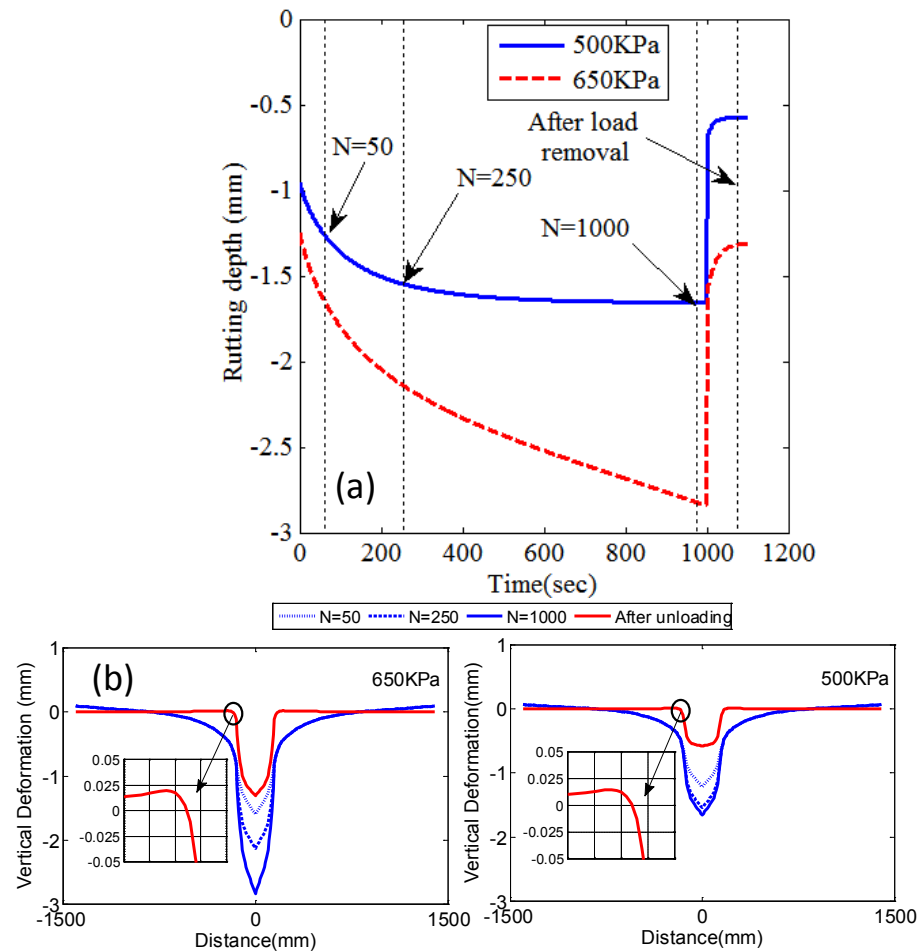 0
-0.5
-1
-1.5
-2
-2.5
-3
Rutting depth (mm)
500KPa
650KPa
N=50
N=250
N=1000
After load
removal
(a)
0 200 400 600 800 1000 1200
Time(sec)
N=50 N=250 N=1000 After unloading
(b)
650KPa
1
0
-1
-2
-3
Vertical Deformation (mm)
0.05
0.025
0
-0.025
-0.05
-1500 0 1500
Distance(mm)
500KPa
1
0
-1
-2
-3
Vertical Deformation(mm)
0.05
0.025
0
-0.025
-0.05
-1500 0 1500
Distance(mm)